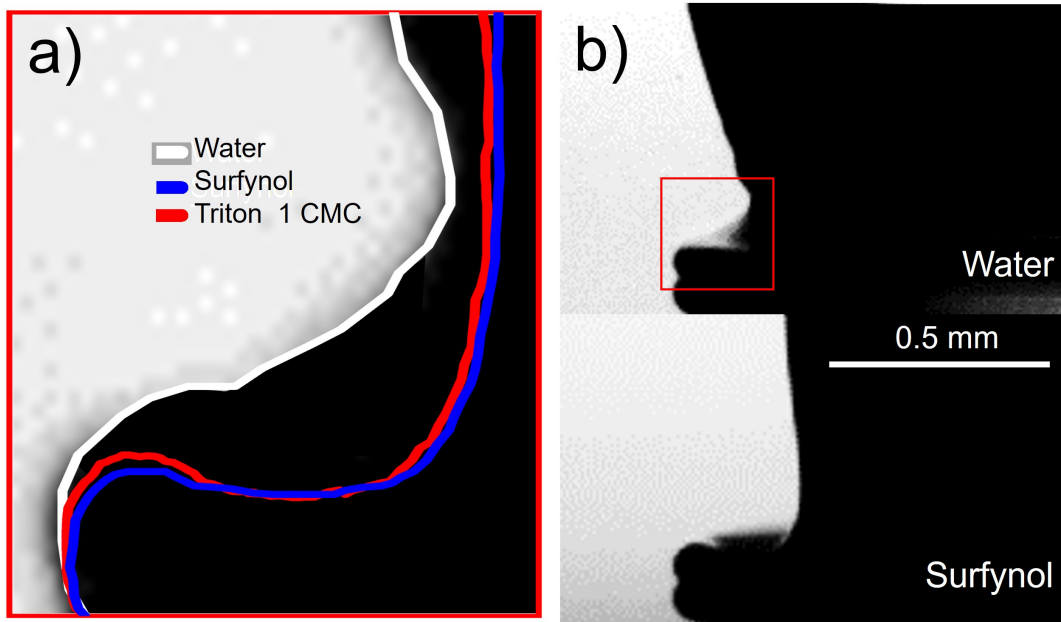 a)
Water
Surfynol
Triton 1 CMC
b)
Water
0.5 mm
Surfynol